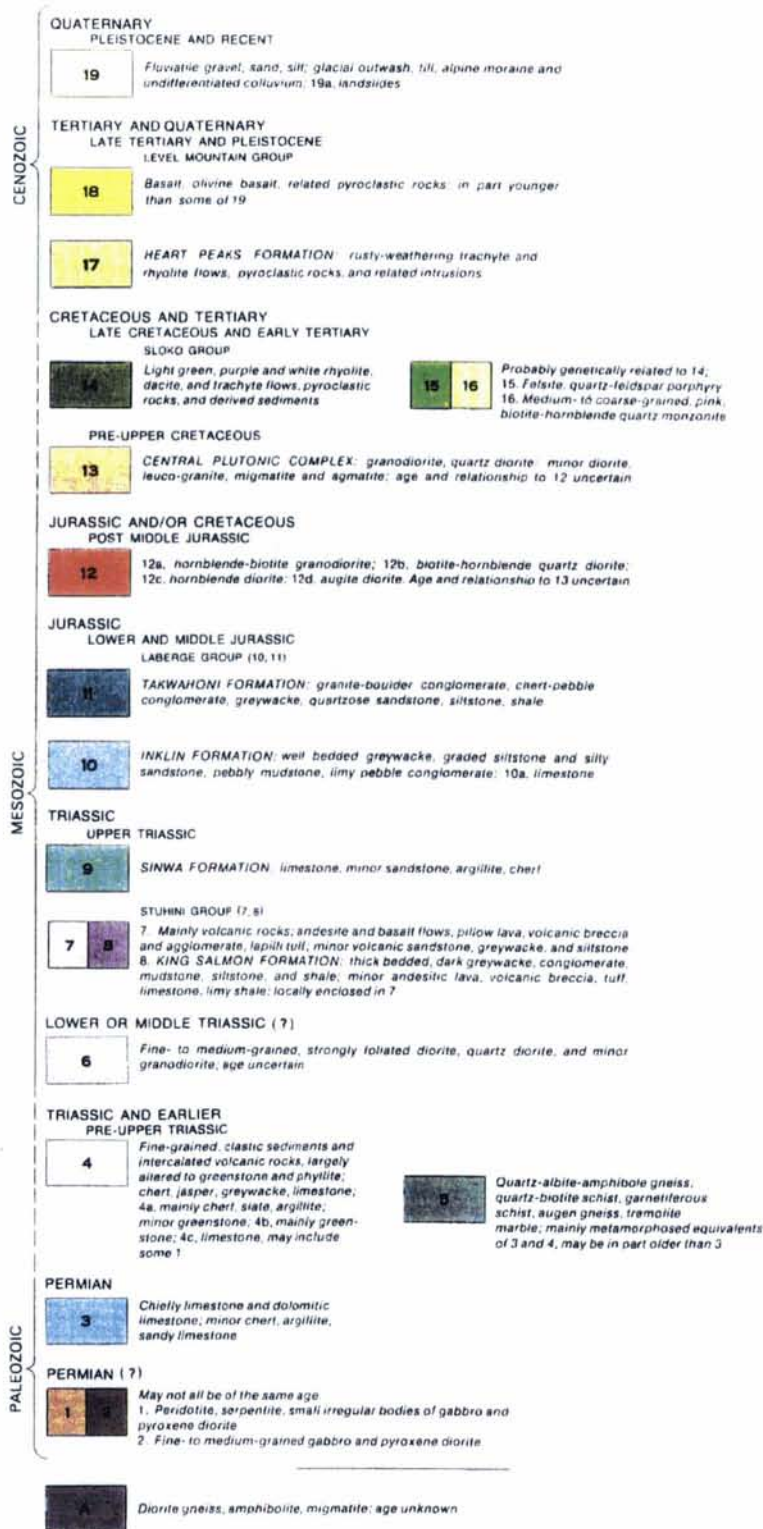 QUATERNARY
PLEISTOCENE AND RECENT
19
Fluviatile gravel, sand, silt; glacial outwash, till, alpine moraine and
undifferentiated colluvium; 19a, landslides
CENOZOIC
TERTIARY AND QUATERNARY
LATE TERTIARY AND PLEISTOCENE
LEVEL MOUNTAIN GROUP
18
Basalt, olivine basalt, related pyroclastic rocks: in part younger
than some of 19
17
HEART PEAKS FORMATION: rusty-weathering trachyte and
rhyolite flows, pyroclastic rocks, and related intrusions
CRETACEOUS AND TERTIARY
LATE CRETACEOUS AND EARLY TERTIARY
SLOKO GROUP
14
Light green, purple and white rhyolite,
dacite, and trachyte flows, pyroclastic
rocks, and derived sediments
15 16
Probably genetically related to 14;
15. Felsite, quartz-feldspar porphyry
16. Medium- to coarse-grained, pink,
biotite-hornblende quartz monzonite
PRE-UPPER CRETACEOUS
13
CENTRAL PLUTONIC COMPLEX: granodiorite, quartz diorite: minor diorite,
leuco-granite, migmatite and agmatite; age and relationship to 12 uncertain
MESOZOIC
JURASSIC AND/OR CRETACEOUS
POST MIDDLE JURASSIC
12
12a, hornblende-biotite granodiorite; 12b, biotite-hornblende quartz diorite;
12c, hornblende diorite: 12d, augite diorite. Age and relationship to 13 uncertain
JURASSIC
LOWER AND MIDDLE JURASSIC
LABERGE GROUP (10, 11)
11
TAKWAHONI FORMATION: granite-boulder conglomerate, chert-pebble
conglomerate, greywacke, quartzose sandstone, siltstone, shale
10
INKLIN FORMATION: well bedded greywacke, graded siltstone and silty
sandstone, pebbly mudstone, limy pebble conglomerate: 10a, limestone
TRIASSIC
UPPER TRIASSIC
9
SINWA FORMATION: limestone, minor sandstone, argillite, chert
STUHINI GROUP (7, 8)
7 8
7. Mainly volcanic rocks; andesite and basalt flows, pillow lava, volcanic breccia
and agglomerate, lapilli tuff; minor volcanic sandstone, greywacke, and siltstone
8. KING SALMON FORMATION: thick bedded, dark greywacke, conglomerate,
mudstone, siltstone, and shale; minor andesitic lava, volcanic breccia, tuff,
limestone, limy shale; locally enclosed in 7
LOWER OR MIDDLE TRIASSIC (?)
6
Fine- to medium-grained, strongly foliated diorite, quartz diorite, and minor
granodiorite; age uncertain
TRIASSIC AND EARLIER
PRE-UPPER TRIASSIC
4
Fine-grained, clastic sediments and
intercalated volcanic rocks, largely
altered to greenstone and phyllite;
chert, jasper, greywacke, limestone;
4a, mainly chert, slate, argillite;
minor greenstone; 4b, mainly green-
stone; 4c, limestone, may include
some 1
5
Quartz-albite-amphibole gneiss,
quartz-biotite schist, garnetiferous
schist, augen gneiss, tremolite
marble; mainly metamorphosed equivalents
of 3 and 4, may be in part older than 3
PALEOZOIC
PERMIAN
3
Chiefly limestone and dolomitic
limestone; minor chert, argillite,
sandy limestone
PERMIAN (?)
1 2
May not all be of the same age
1. Peridotite, serpentite, small irregular bodies of gabbro and
pyroxene diorite
2. Fine- to medium-grained gabbro and pyroxene diorite
A
Diorite gneiss, amphibolite, migmatite; age unknown